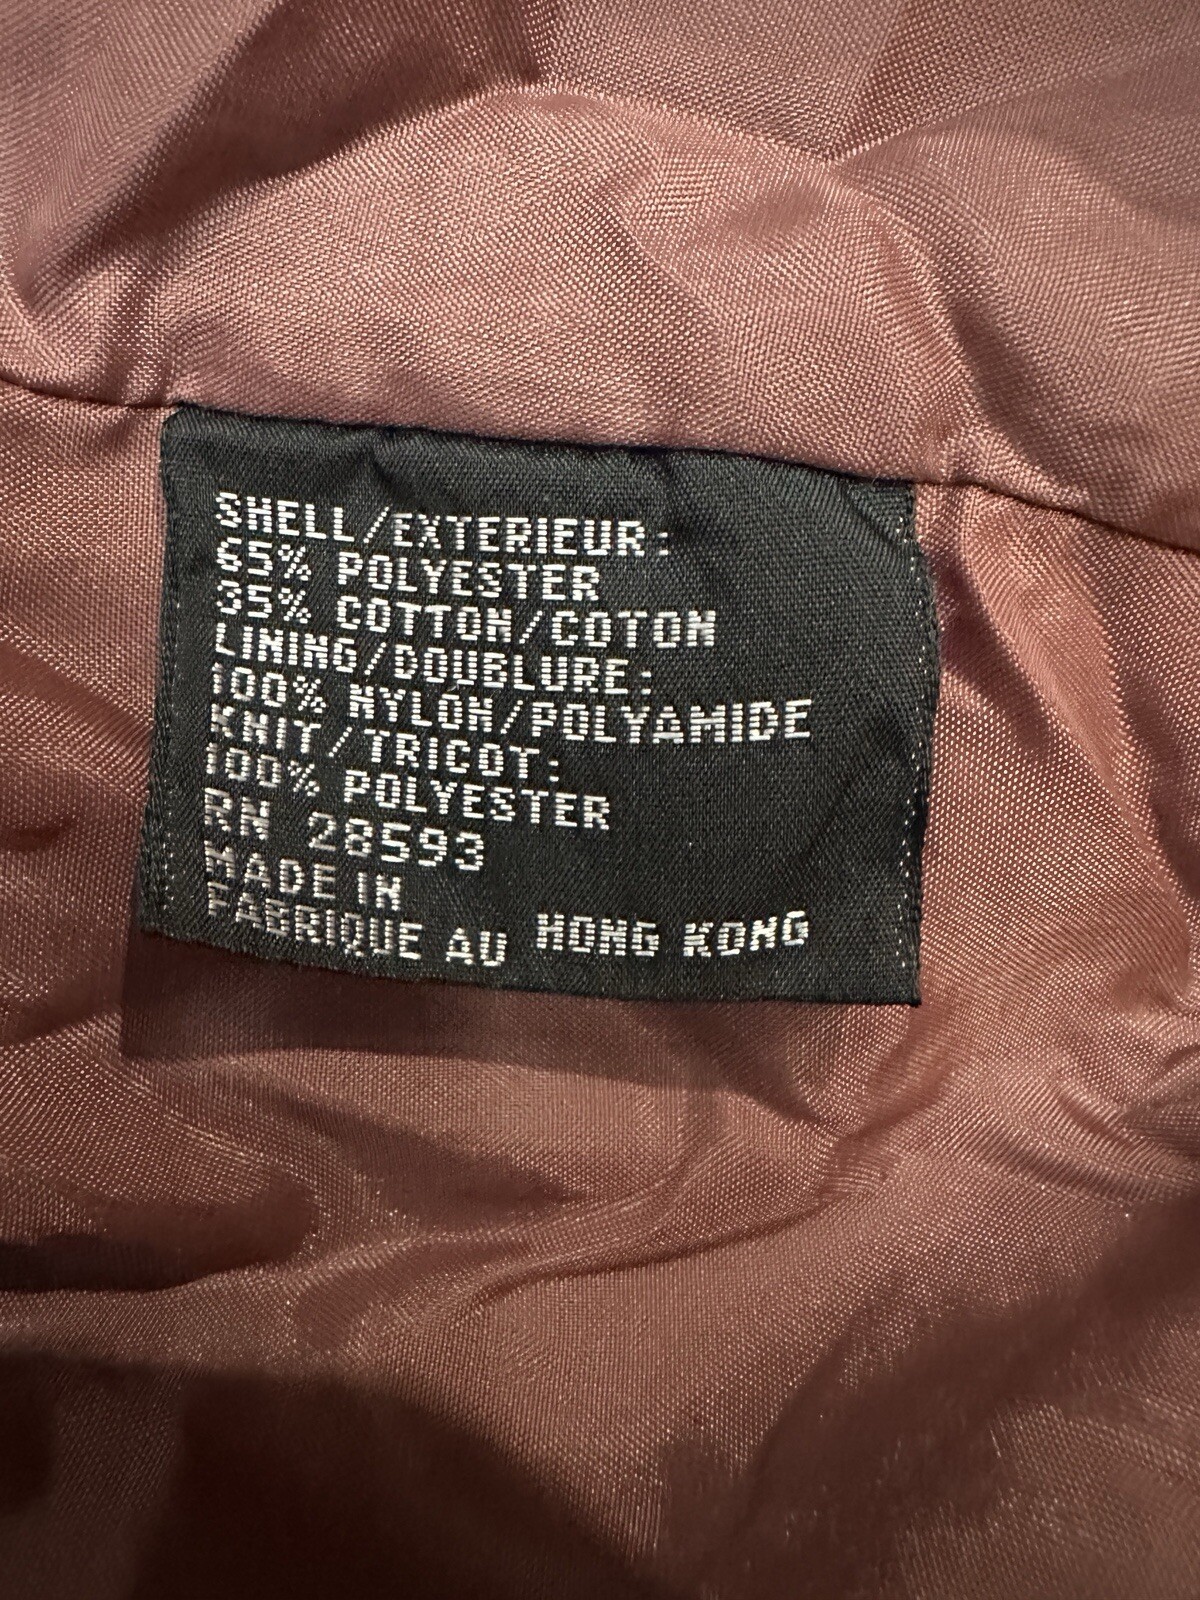 SHELL/EXTERIEUR:
65% POLYESTER
35% COTTON/COTON
LINING/DOUBLURE:
100% NYLON/POLYAMIDE
KNIT/TRICOT:
100% POLYESTER
RN 28593
MADE IN
FABRIQUE AU HONG KONG